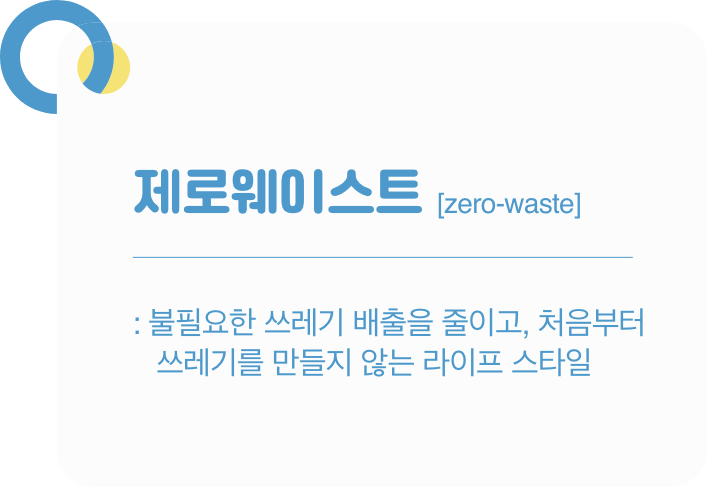 제로웨이스트 [zero-waste]
: 불필요한 쓰레기 배출을 줄이고, 처음부터
쓰레기를 만들지 않는 라이프 스타일